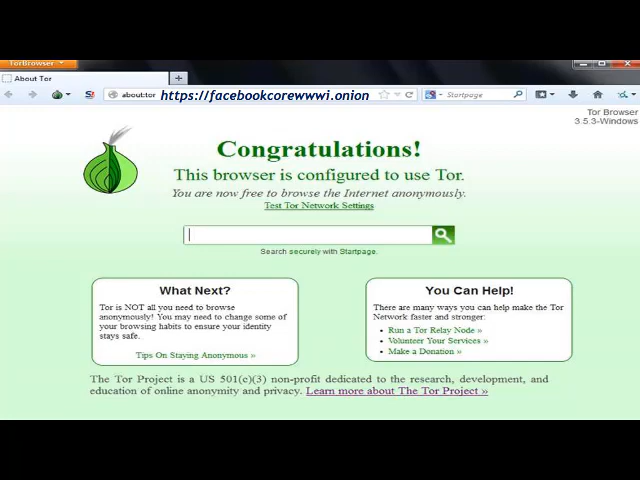 TorBrowser
About Tor
about:tor https://facebookcorewwwi.onion
Startpage
Tor Browser
3.5.3-Windows
Congratulations!
This browser is configured to use Tor.
You are now free to browse the Internet anonymously.
Test Tor Network Settings
Search securely with Startpage.
What Next?
Tor is NOT all you need to browse
anonymously! You may need to change some of
your browsing habits to ensure your identity
stays safe.
Tips On Staying Anonymous »
You Can Help!
There are many ways you can help make the Tor
Network faster and stronger:
• Run a Tor Relay Node »
• Volunteer Your Services »
• Make a Donation »
The Tor Project is a US 501(c)(3) non-profit dedicated to the research, development, and
education of online anonymity and privacy. Learn more about The Tor Project »